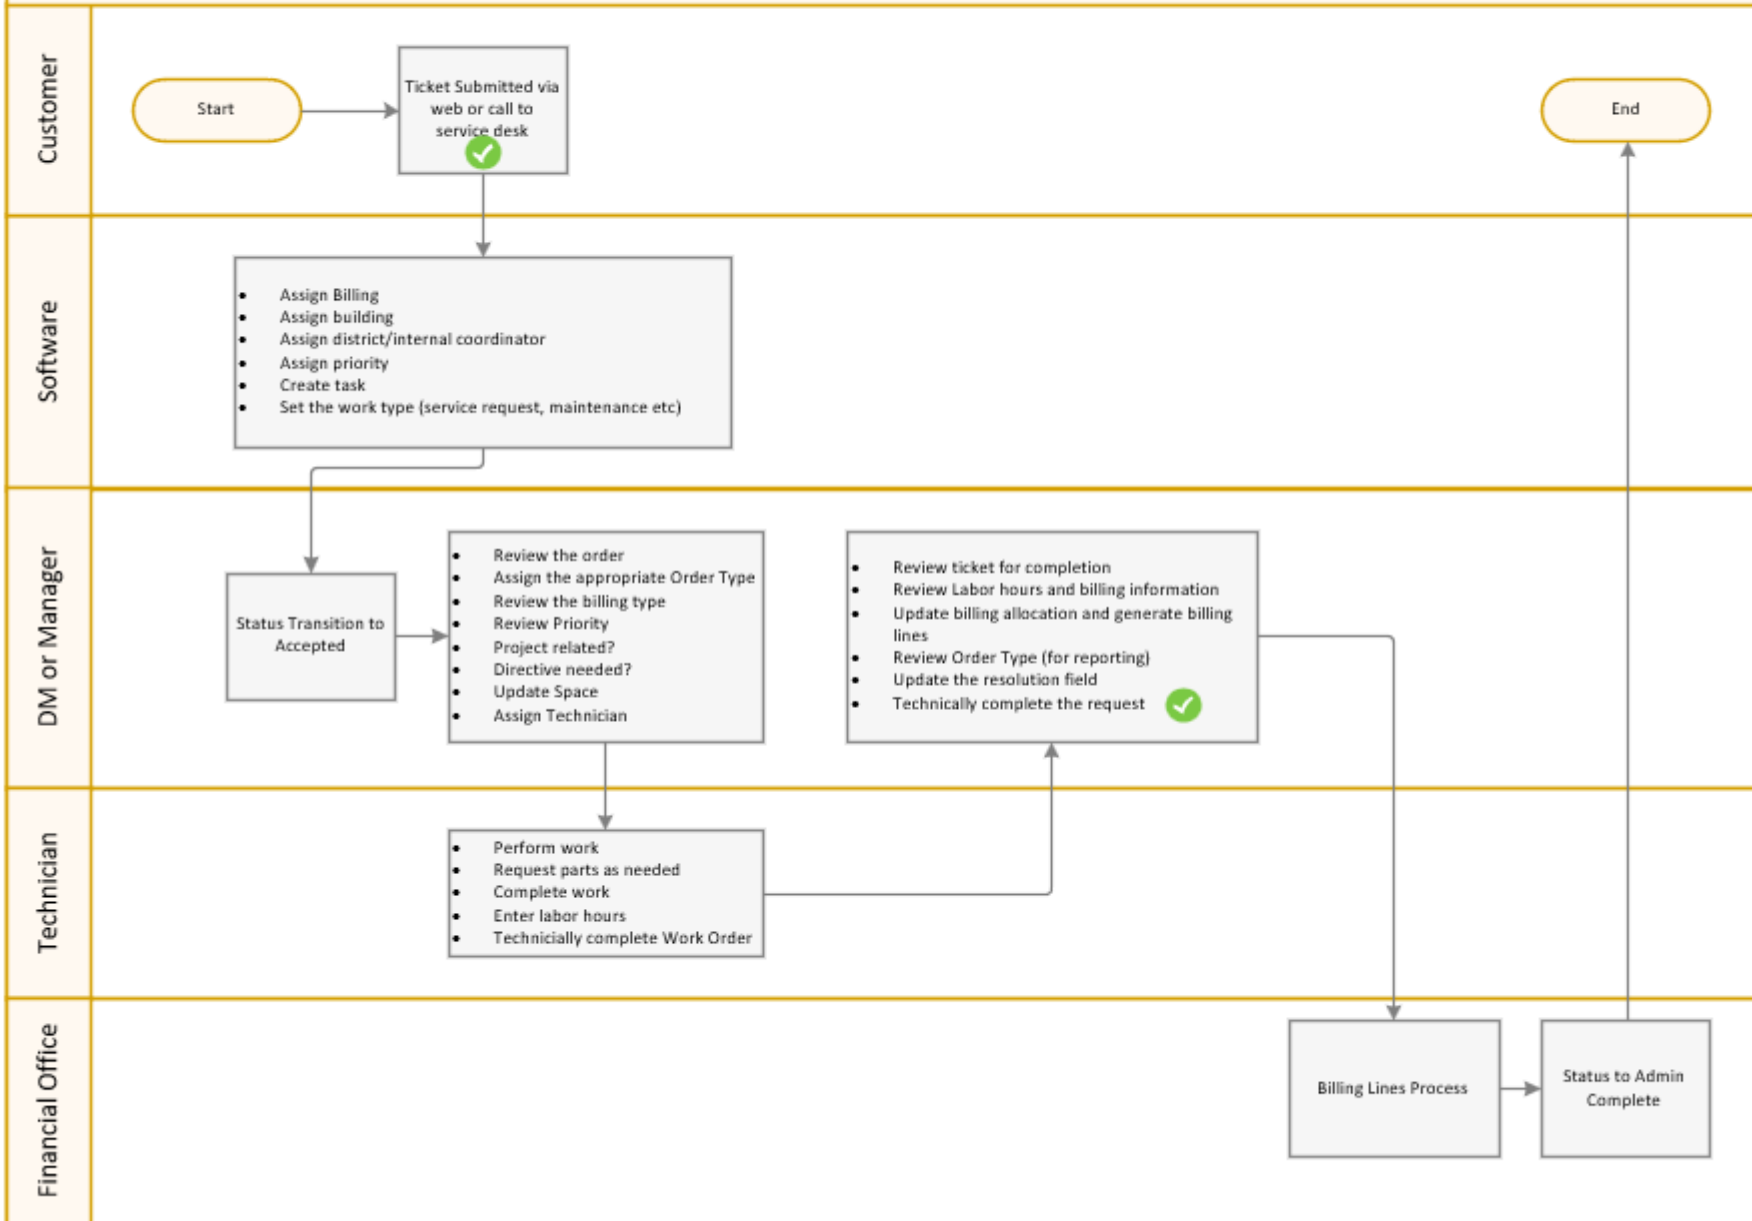 Customer
Start
Ticket Submitted via
web or call to
service desk
End
Software
• Assign Billing
• Assign building
• Assign district/internal coordinator
• Assign priority
• Create task
• Set the work type (service request, maintenance etc)
DM or Manager
Status Transition to
Accepted
• Review the order
• Assign the appropriate Order Type
• Review the billing type
• Review Priority
• Project related?
• Directive needed?
• Update Space
• Assign Technician
• Review ticket for completion
• Review Labor hours and billing information
• Update billing allocation and generate billing
lines
• Review Order Type (for reporting)
• Update the resolution field
• Technically complete the request
Technician
• Perform work
• Request parts as needed
• Complete work
• Enter labor hours
• Technicially complete Work Order
Financial Office
Billing Lines Process
Status to Admin
Complete